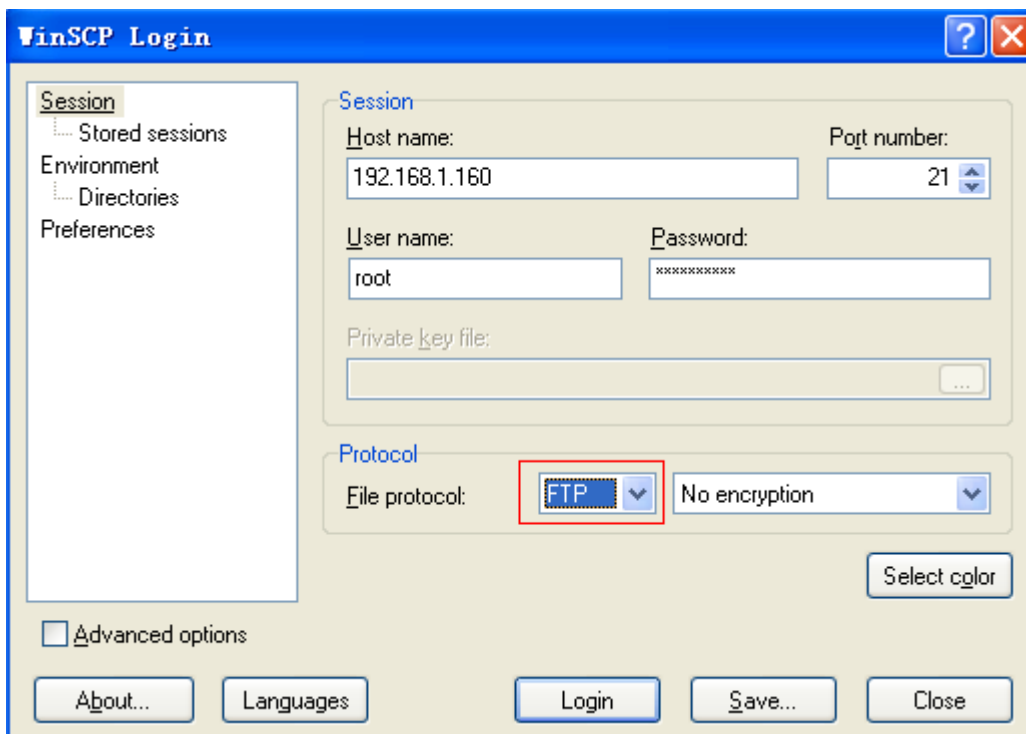 WinSCP Login
Session
Stored sessions
Environment
Directories
Preferences
Session
Host name:
Port number:
192.168.1.160
21
User name:
Password:
root
**********
Private key file:
...
Protocol
File protocol:
FTP
No encryption
Select color
Advanced options
About...
Languages
Login
Save...
Close